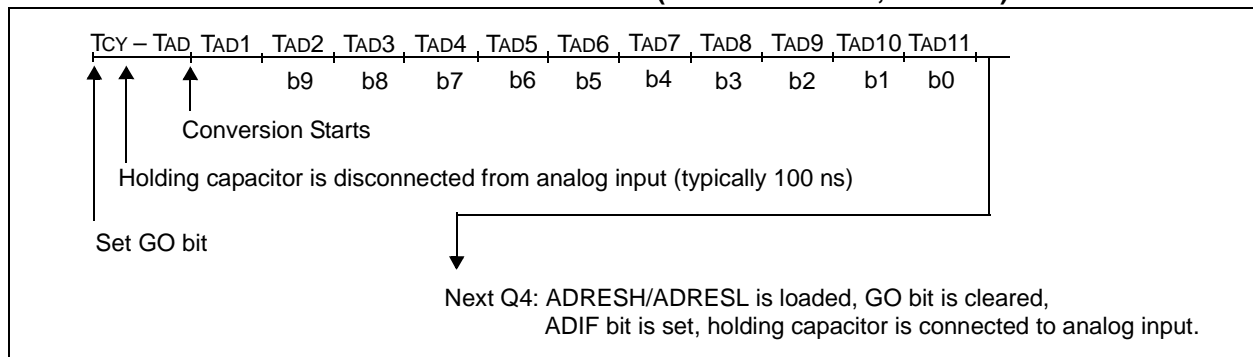 TCY – TAD TAD1 TAD2 TAD3 TAD4 TAD5 TAD6 TAD7 TAD8 TAD9 TAD10 TAD11
b9 b8 b7 b6 b5 b4 b3 b2 b1 b0
Conversion Starts
Holding capacitor is disconnected from analog input (typically 100 ns)
Set GO bit
Next Q4: ADRESH/ADRESL is loaded, GO bit is cleared,
ADIF bit is set, holding capacitor is connected to analog input.